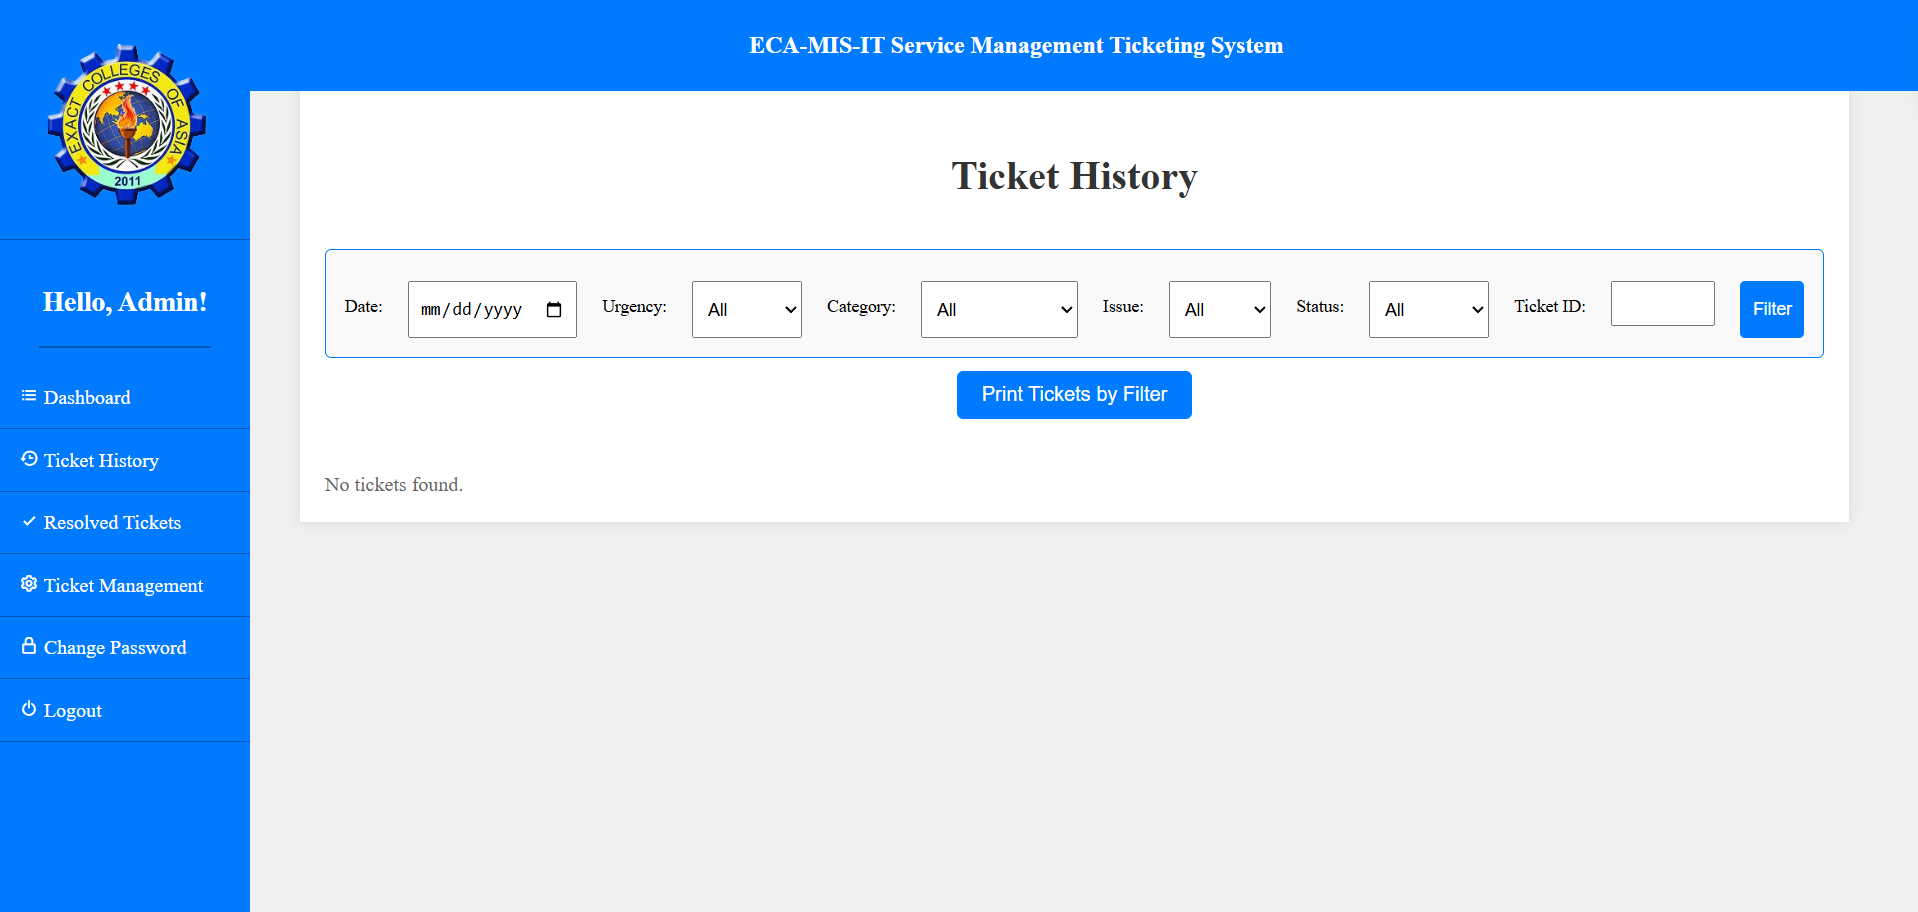 ECA-MIS-IT Service Management Ticketing System
EXACT COLLEGES OF ASIA
2011
Hello, Admin!
Dashboard
Ticket History
Resolved Tickets
Ticket Management
Change Password
Logout
Ticket History
Date: mm/dd/yyyy Urgency: All Category: All Issue: All Status: All Ticket ID: Filter
Print Tickets by Filter
No tickets found.